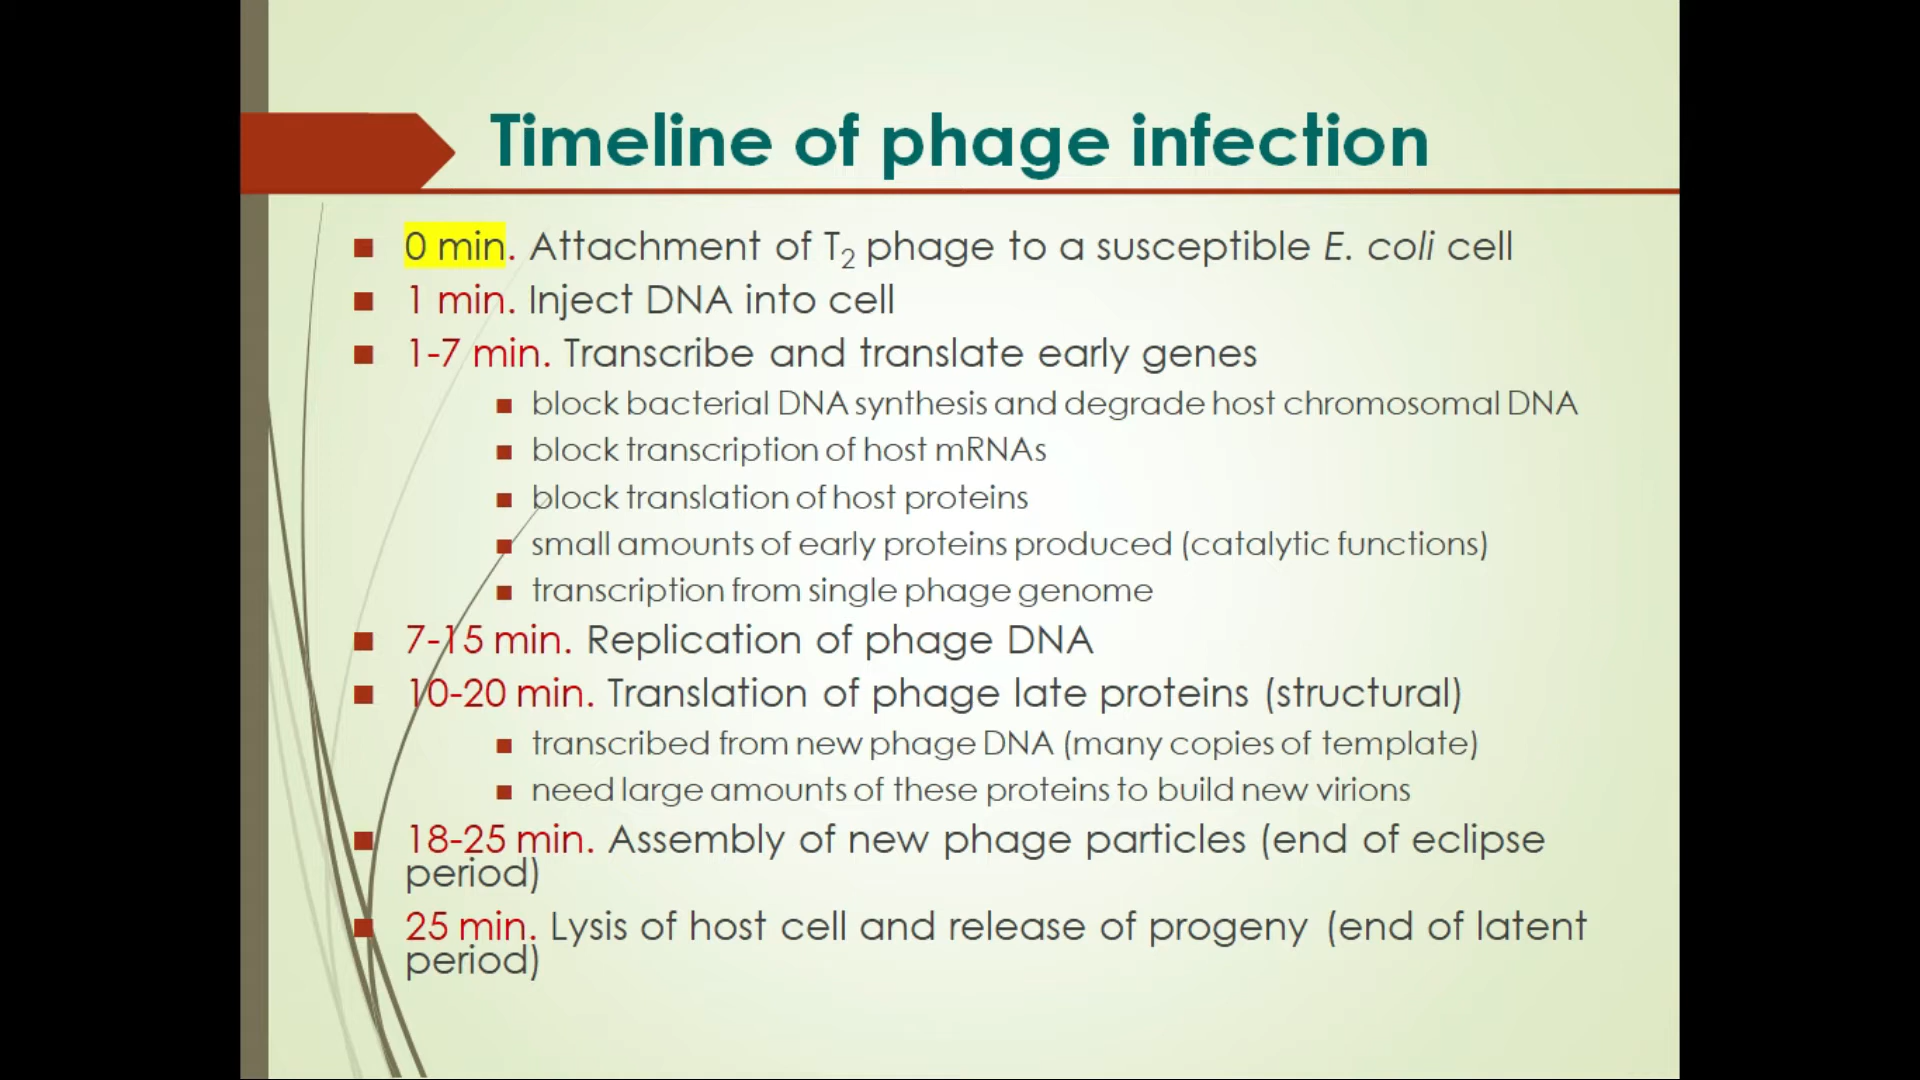 Timeline of phage infection
0 min. Attachment of T2 phage to a susceptible E. coli cell
1 min. Inject DNA into cell
1-7 min. Transcribe and translate early genes
block bacterial DNA synthesis and degrade host chromosomal DNA
block transcription of host mRNAs
block translation of host proteins
small amounts of early proteins produced (catalytic functions)
transcription from single phage genome
7-15 min. Replication of phage DNA
10-20 min. Translation of phage late proteins (structural)
transcribed from new phage DNA (many copies of template)
need large amounts of these proteins to build new virions
18-25 min. Assembly of new phage particles (end of eclipse
period)
25 min. Lysis of host cell and release of progeny (end of latent
period)